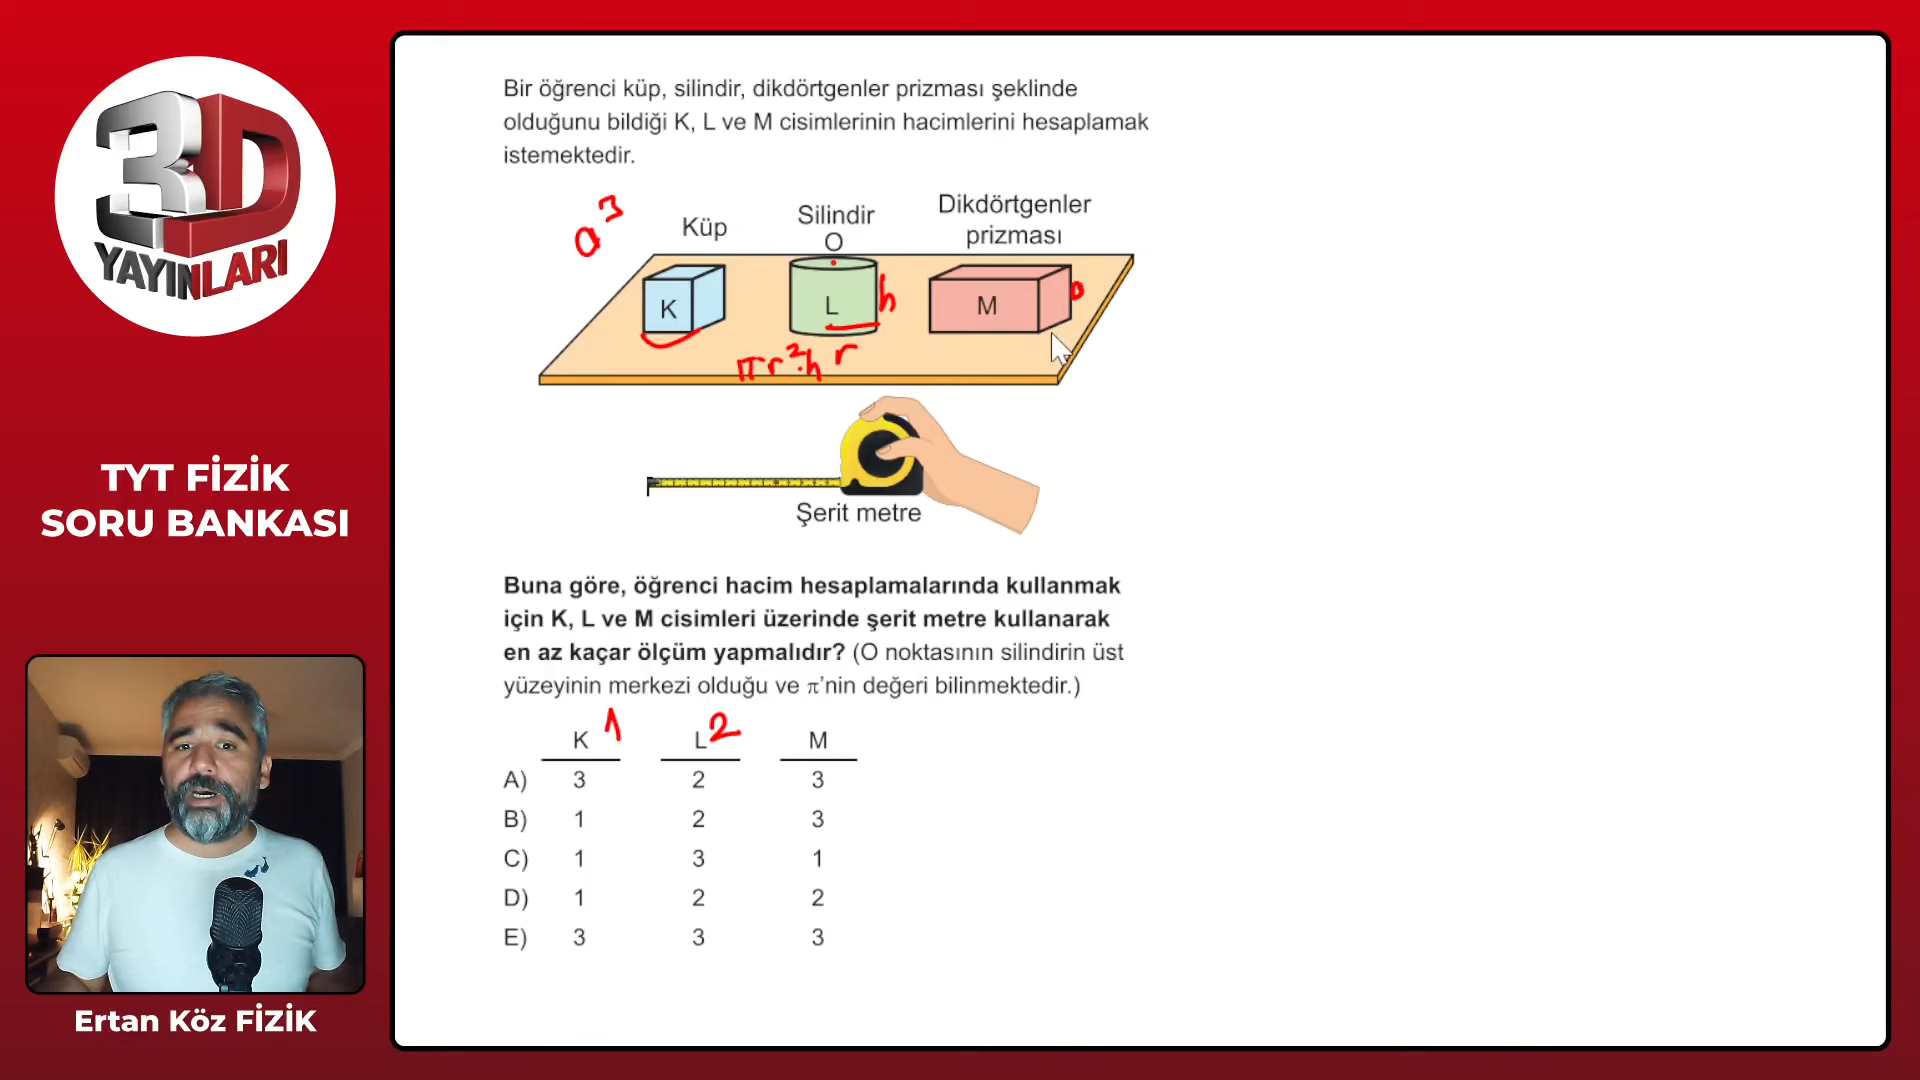 3D
YAYINLARI
TYT FİZİK
SORU BANKASI
Ertan Köz FİZİK
Bir öğrenci küp, silindir, dikdörtgenler prizması şeklinde
olduğunu bildiği K, L ve M cisimlerinin hacimlerini hesaplamak
istemektedir.
a³
Küp
Silindir
O
Dikdörtgenler
prizması
K
L
h
M
πr²·h
r
Şerit metre
Buna göre, öğrenci hacim hesaplamalarında kullanmak
için K, L ve M cisimleri üzerinde şerit metre kullanarak
en az kaçar ölçüm yapmalıdır? (O noktasının silindirin üst
yüzeyinin merkezi olduğu ve π'nin değeri bilinmektedir.)
K 1 L 2 M
A) 3 2 3
B) 1 2 3
C) 1 3 1
D) 1 2 2
E) 3 3 3